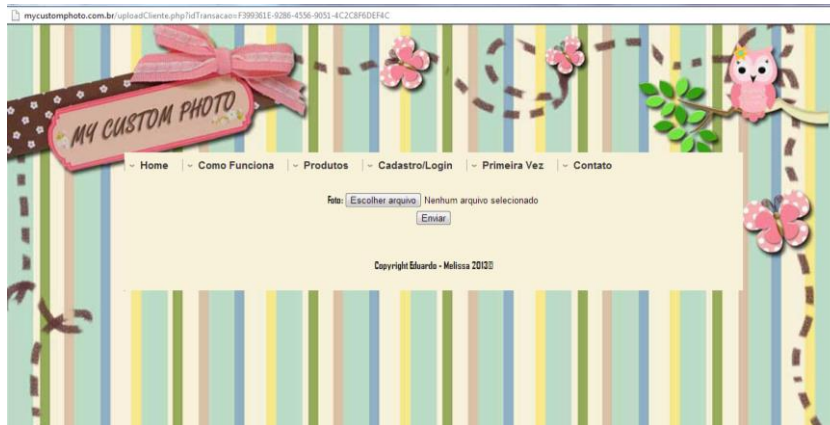 mycustomphoto.com.br/uploadCliente.php?idTransacao=F399361E-9286-4556-9051-4C2C8F6DEF4C
MY CUSTOM PHOTO
Home Como Funciona Produtos Cadastro/Login Primeira Vez Contato
Foto: Escolher arquivo Nenhum arquivo selecionado
Enviar
Copyright Eduardo - Melissa 2013